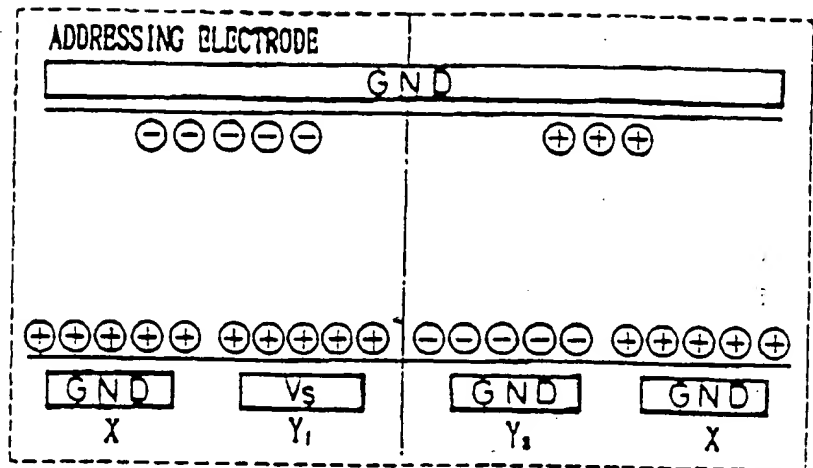 ADDRESSING ELECTRODE
GND
GND VS GND GND
X Y1 Y2 X